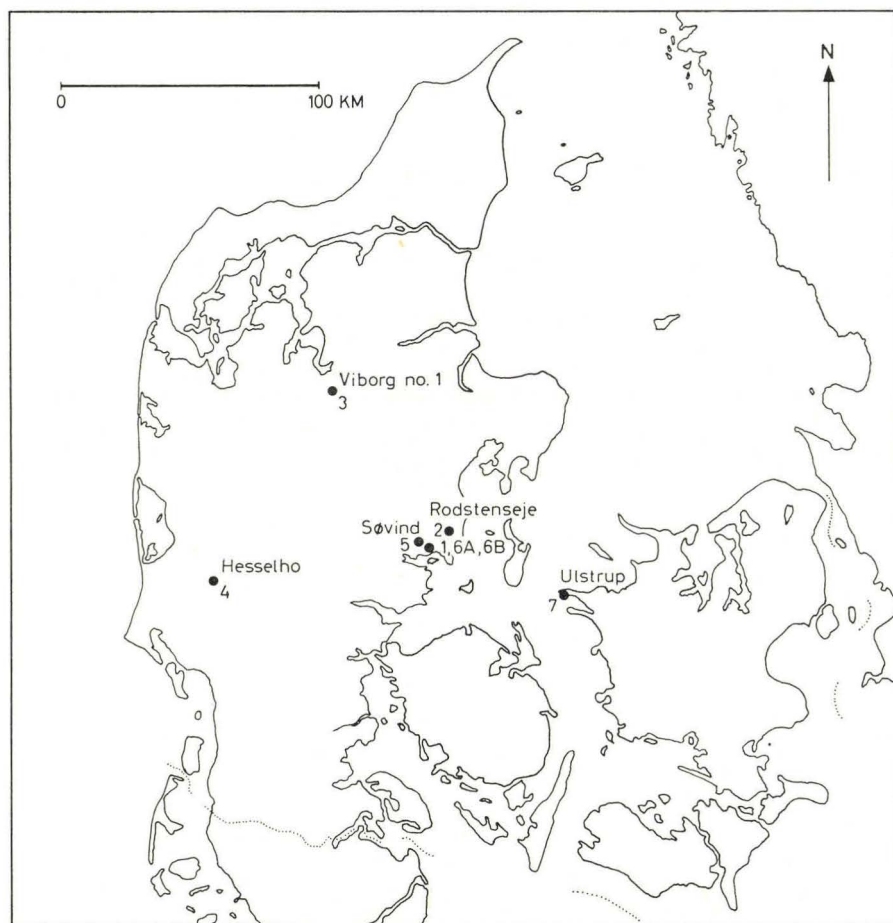 N
0 100 KM
Viborg no. 1
3
Rodstenseje
2
Søvind
5 1, 6A, 6B
Hesselho
4
Ulstrup
7